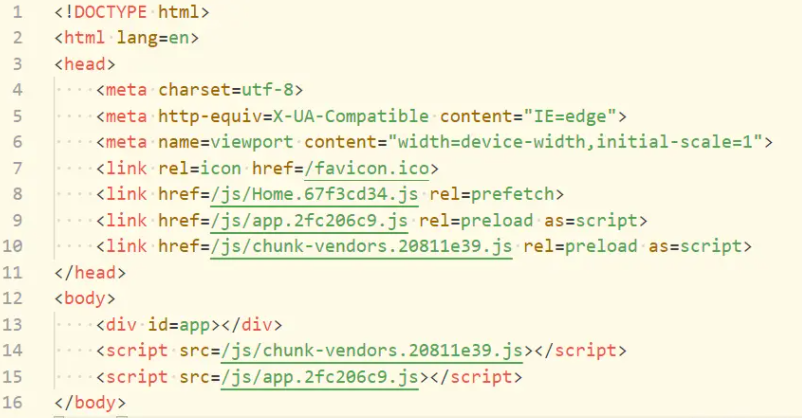 1 <!DOCTYPE html>
2 <html lang=en>
3 <head>
4 <meta charset=utf-8>
5 <meta http-equiv=X-UA-Compatible content="IE=edge">
6 <meta name=viewport content="width=device-width,initial-scale=1">
7 <link rel=icon href=/favicon.ico>
8 <link href=/js/Home.67f3cd34.js rel=prefetch>
9 <link href=/js/app.2fc206c9.js rel=preload as=script>
10 <link href=/js/chunk-vendors.20811e39.js rel=preload as=script>
11 </head>
12 <body>
13 <div id=app></div>
14 <script src=/js/chunk-vendors.20811e39.js></script>
15 <script src=/js/app.2fc206c9.js></script>
16 </body>